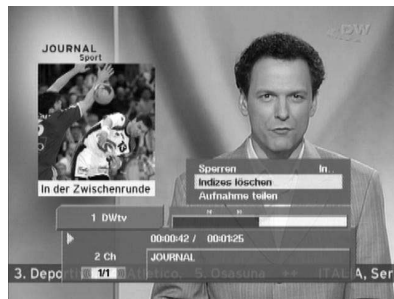 DW
JOURNAL
Sport
In der Zwischenrunde
Sperren In..
Indizes löschen
Aufnahme teilen
1 DWtv
00:00:42 / 00:01:25
2 Ch JOURNAL
1/1
3. Deportivo Atletico, 5. Osasuna ++ ITALIA, Ser